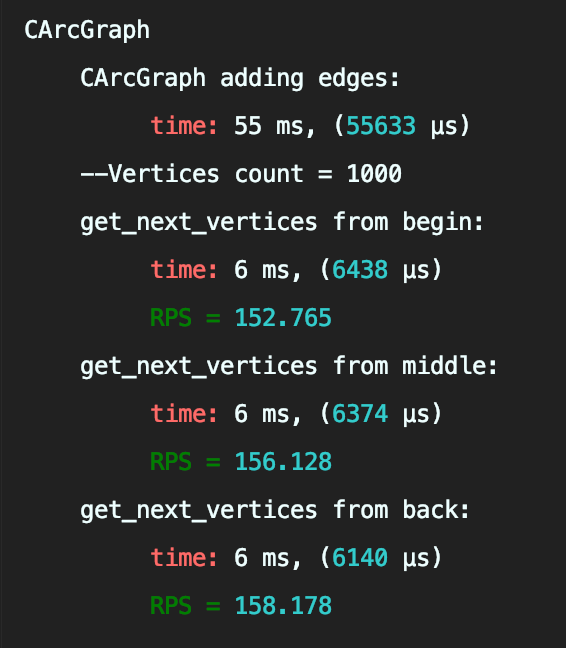 CArcGraph
CArcGraph adding edges:
time: 55 ms, (55633 µs)
--Vertices count = 1000
get_next_vertices from begin:
time: 6 ms, (6438 µs)
RPS = 152.765
get_next_vertices from middle:
time: 6 ms, (6374 µs)
RPS = 156.128
get_next_vertices from back:
time: 6 ms, (6140 µs)
RPS = 158.178